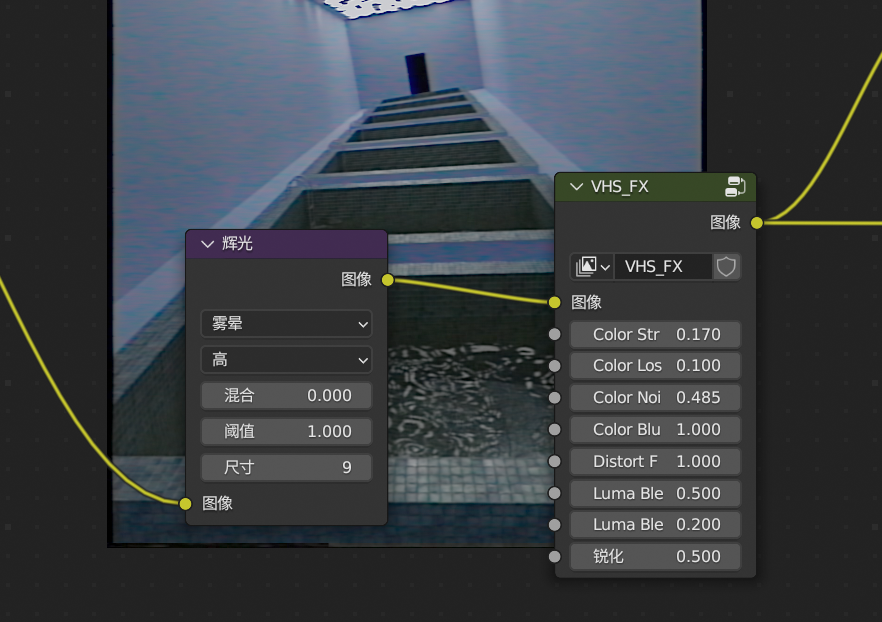 辉光
图像
雾晕
高
混合 0.000
阈值 1.000
尺寸 9
图像
VHS_FX
图像
VHS_FX
图像
Color Str 0.170
Color Los 0.100
Color Noi 0.485
Color Blu 1.000
Distort F 1.000
Luma Ble 0.500
Luma Ble 0.200
锐化 0.500